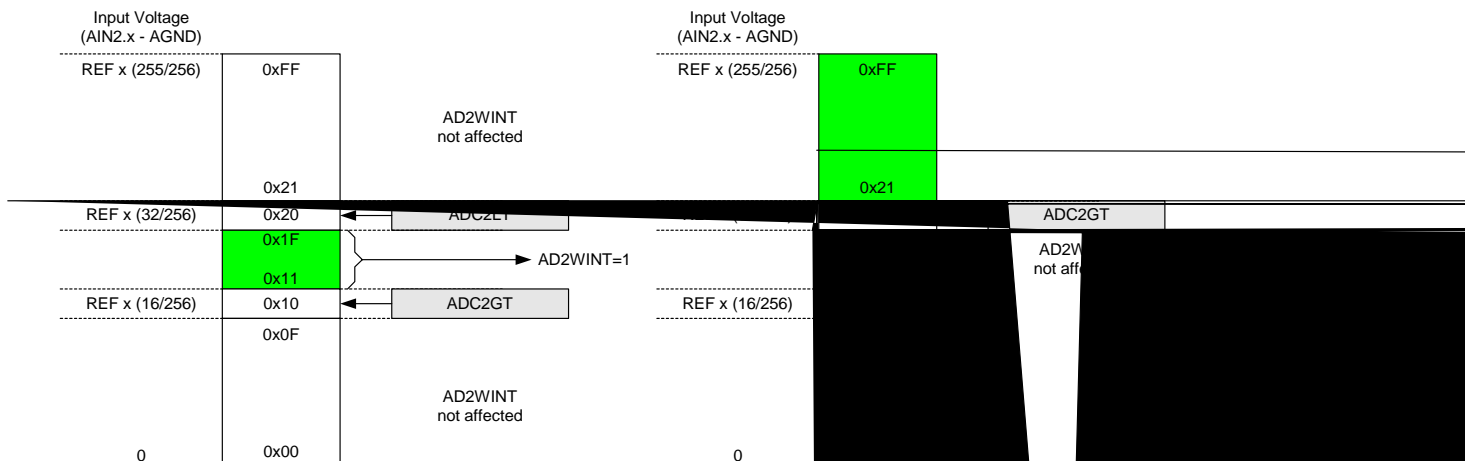 Input Voltage
(AIN2.x - AGND)
REF x (255/256)
0xFF
AD2WINT
not affected
0x21
REF x (32/256)
0x20
ADC2LT
0x1F
AD2WINT=1
0x11
REF x (16/256)
0x10
ADC2GT
0x0F
AD2WINT
not affected
0
0x00
Input Voltage
(AIN2.x - AGND)
REF x (255/256)
0xFF
0x21
ADC2GT
not
REF x (16/256)
0